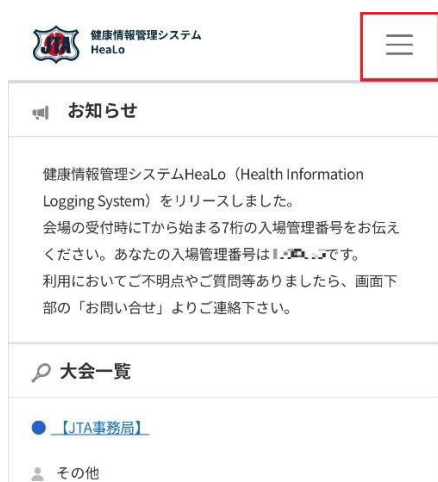 JTA
健康情報管理システム
HeaLo
お知らせ
健康情報管理システムHeaLo（Health Information
Logging System）をリリースしました。
会場の受付時にTから始まる7桁の入場管理番号をお伝え
ください。あなたの入場管理番号はです。
利用においてご不明点やご質問等ありましたら、画面下
部の「お問い合せ」よりご連絡下さい。
大会一覧
【JTA事務局】
その他